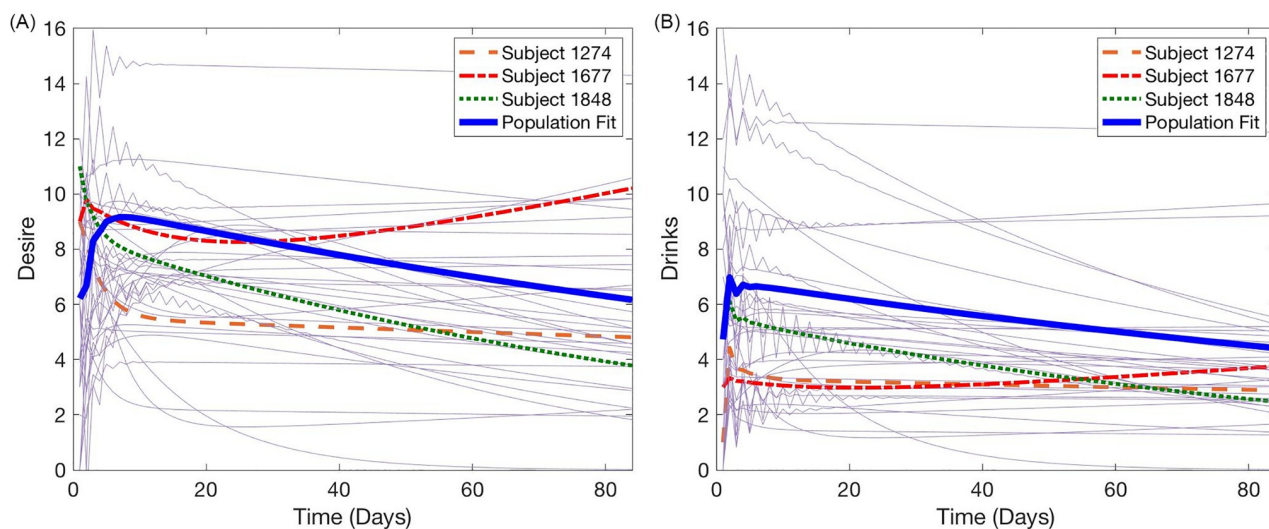 (A)
16
14
12
10
8
6
4
2
0
Desire
0 20 40 60 80
Time (Days)
Subject 1274
Subject 1677
Subject 1848
Population Fit
(B)
16
14
12
10
8
6
4
2
0
Drinks
0 20 40 60 80
Time (Days)
Subject 1274
Subject 1677
Subject 1848
Population Fit